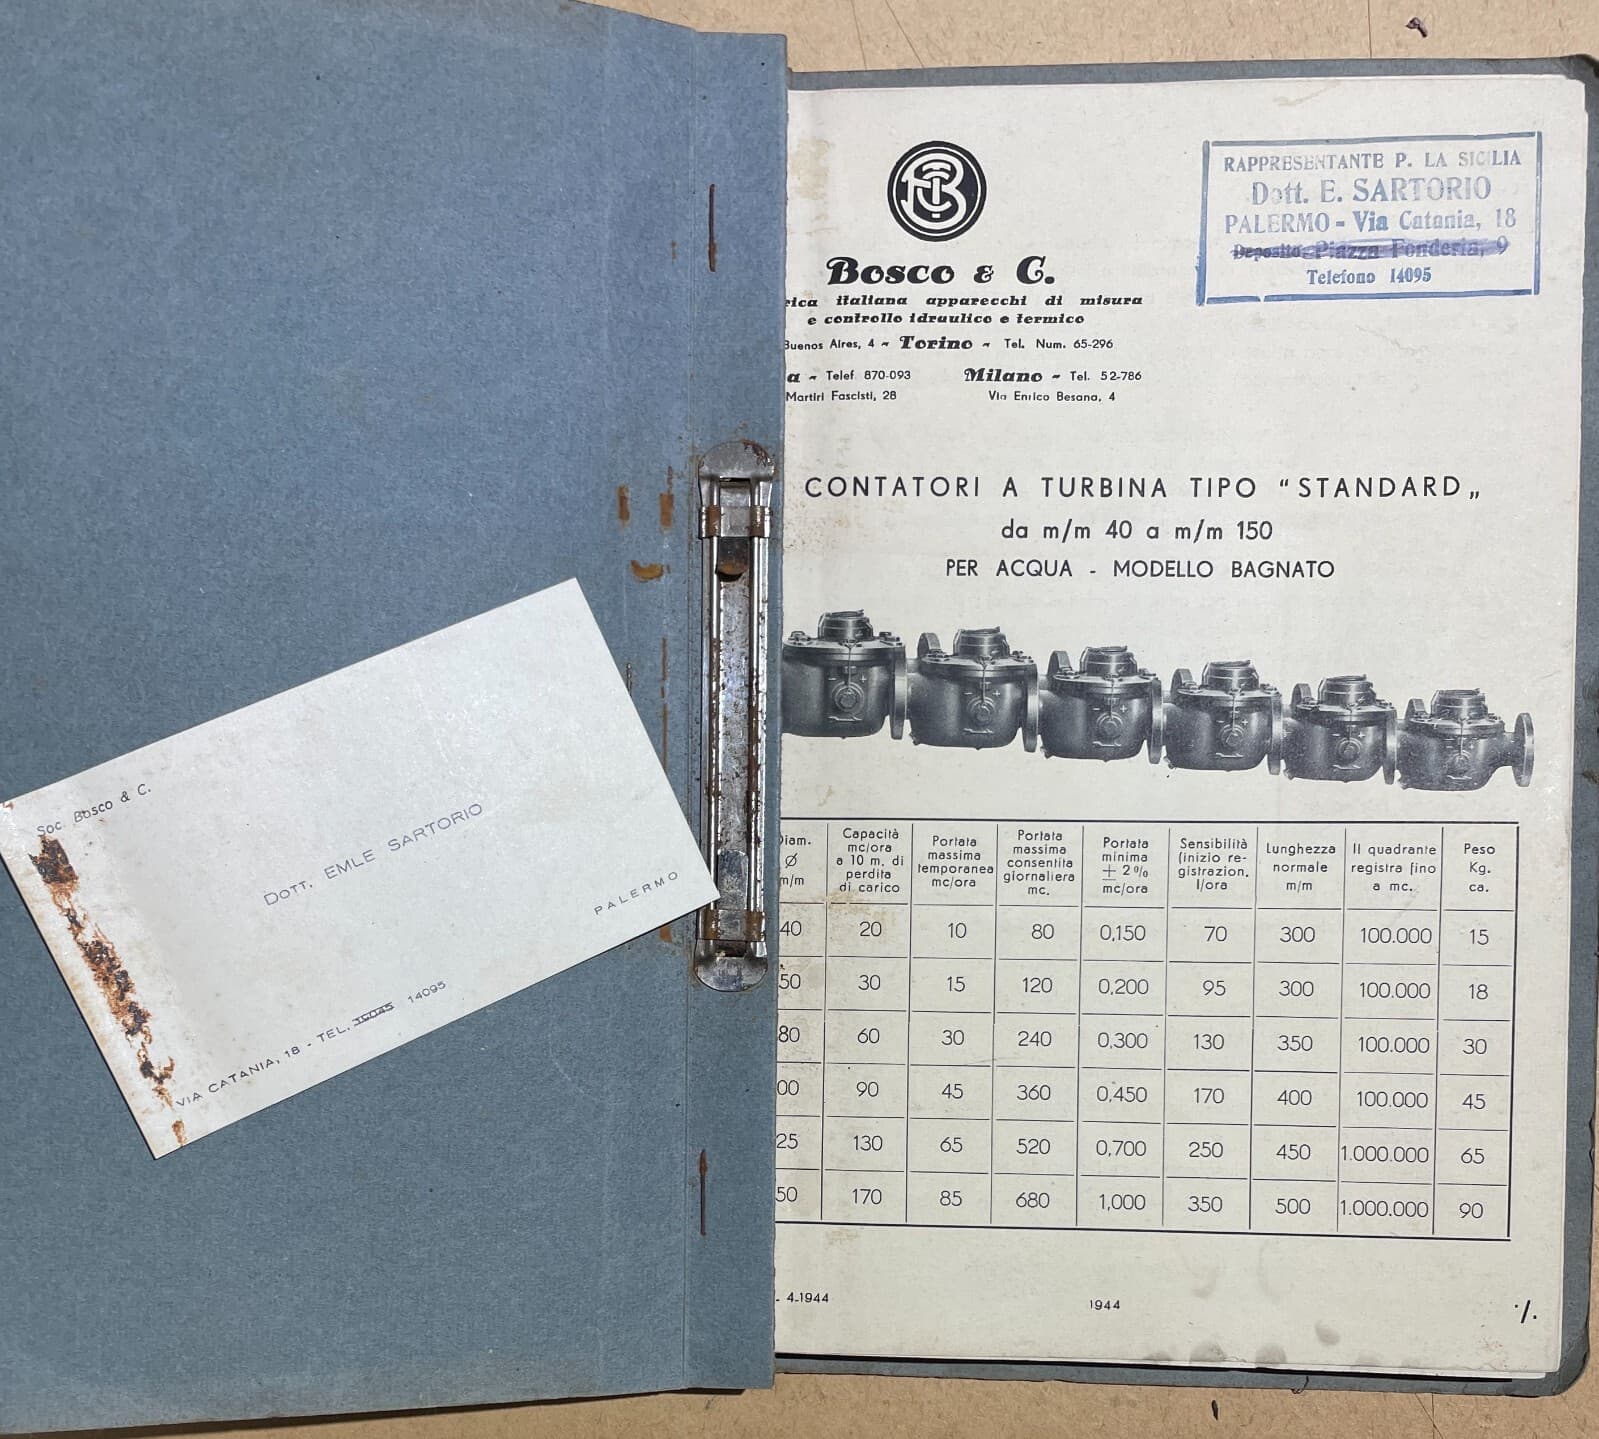 Soc. Bosco & C.
DOTT. EMLE SARTORIO
PALERMO
VIA CATANIA, 18 - TEL. 14095
BC
Bosco & C.
italiana apparecchi di misura
e controllo idraulico e termico
Buenos Aires, 4 - Torino - Tel. Num. 65-296
Telef. 870-093 Milano - Tel. 52-786
Martiri Fascisti, 28 Via Enrico Besana, 4
RAPPRESENTANTE P. LA SICILIA
Dott. E. SARTORIO
PALERMO - Via Catania, 18
Deposito Piazza Fonderia, 9
Telefono 14095
CONTATORI A TURBINA TIPO “STANDARD„
da m/m 40 a m/m 150
PER ACQUA - MODELLO BAGNATO
Diam. Ø m/m | Capacità mc/ora a 10 m. di perdita di carico | Portata massima temporanea mc/ora | Portata massima consentita giornaliera mc. | Portata minima ± 2% mc/ora | Sensibilità (inizio registrazion. l/ora | Lunghezza normale m/m | Il quadrante registra fino a mc. | Peso Kg. ca.
40 20 10 80 0,150 70 300 100.000 15
50 30 15 120 0,200 95 300 100.000 18
80 60 30 240 0,300 130 350 100.000 30
00 90 45 360 0,450 170 400 100.000 45
25 130 65 520 0,700 250 450 1.000.000 65
50 170 85 680 1,000 350 500 1.000.000 90
4-1944 1944 ·/.